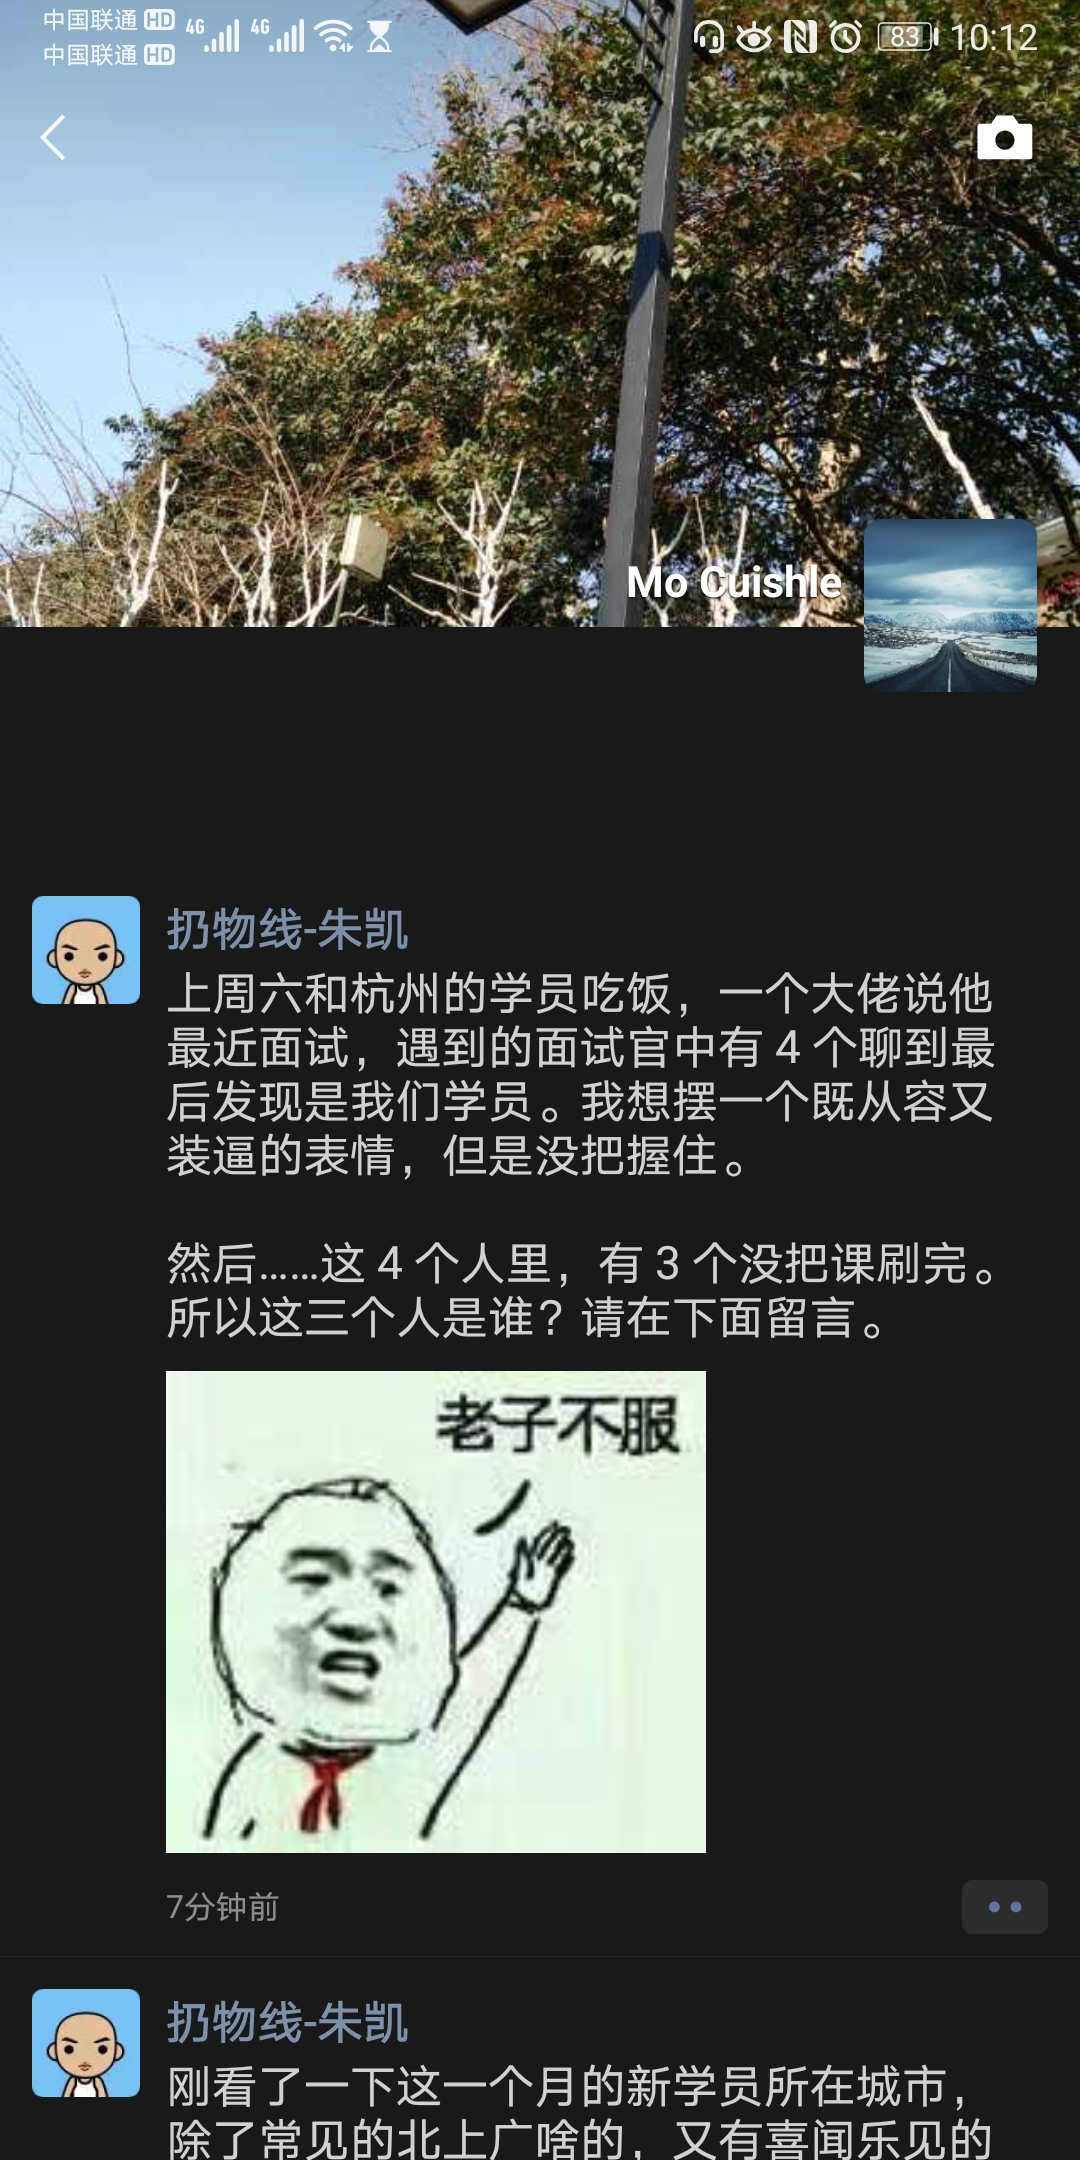 中国联通 HD 4G 4G 83 10:12
中国联通 HD
Mo Cuishle
扔物线-朱凯
上周六和杭州的学员吃饭，一个大佬说他
最近面试，遇到的面试官中有 4 个聊到最
后发现是我们学员。我想摆一个既从容又
装逼的表情，但是没把握住。
然后……这 4 个人里，有 3 个没把课刷完。
所以这三个人是谁？请在下面留言。
老子不服
7分钟前
扔物线-朱凯
刚看了一下这一个月的新学员所在城市，
除了常见的北上广啥的，又有喜闻乐见的